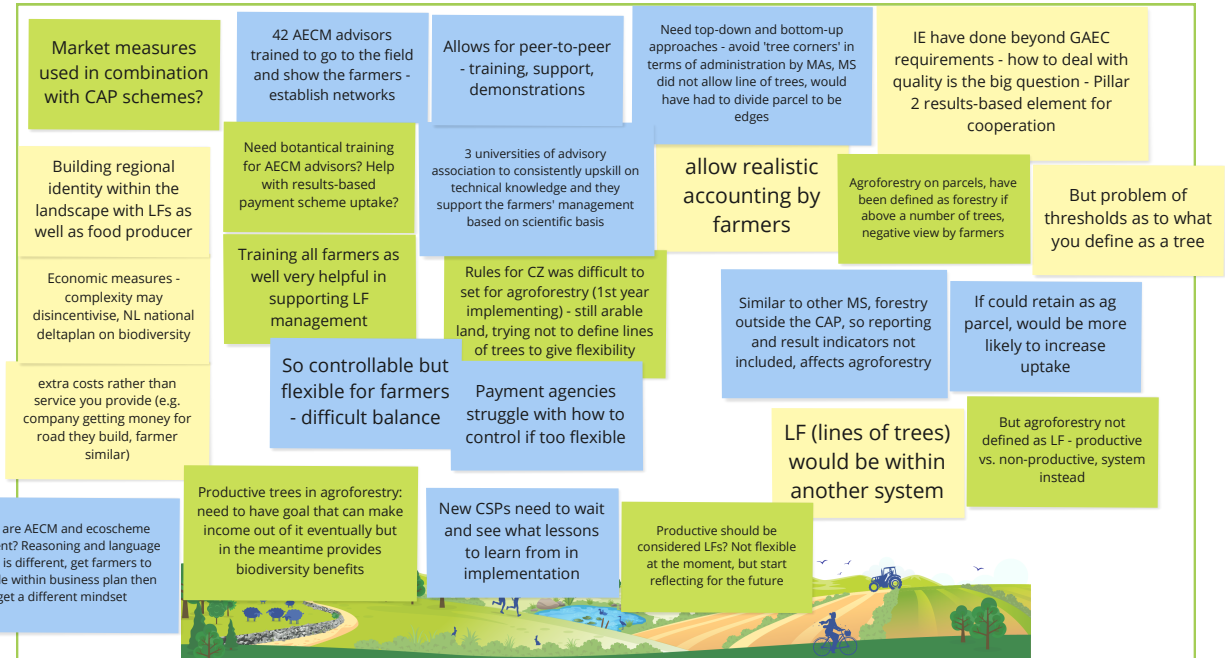 Market measures
used in combination
with CAP schemes?
42 AECM advisors
trained to go to the field
and show the farmers -
establish networks
Allows for peer-to-peer
- training, support,
demonstrations
Need top-down and bottom-up
approaches - avoid 'tree corners' in
terms of administration by MAs, MS
did not allow line of trees, would
have had to divide parcel to be
edges
IE have done beyond GAEC
requirements - how to deal with
quality is the big question - Pillar
2 results-based element for
cooperation
Building regional
identity within the
landscape with LFs as
well as food producer
Need botantical training
for AECM advisors? Help
with results-based
payment scheme uptake?
3 universities of advisory
association to consistently upskill on
technical knowledge and they
support the farmers' management
based on scientific basis
allow realistic
accounting by
farmers
Agroforestry on parcels, have
been defined as forestry if
above a number of trees,
negative view by farmers
But problem of
thresholds as to what
you define as a tree
Economic measures -
complexity may
disincentivise, NL national
deltaplan on biodiversity
Training all farmers as
well very helpful in
supporting LF
management
Rules for CZ was difficult to
set for agroforestry (1st year
implementing) - still arable
land, trying not to define lines
of trees to give flexibility
Similar to other MS, forestry
outside the CAP, so reporting
and result indicators not
included, affects agroforestry
If could retain as ag
parcel, would be more
likely to increase
uptake
extra costs rather than
service you provide (e.g.
company getting money for
road they build, farmer
similar)
So controllable but
flexible for farmers
- difficult balance
Payment agencies
struggle with how to
control if too flexible
LF (lines of trees)
would be within
another system
But agroforestry not
defined as LF - productive
vs. non-productive, system
instead
are AECM and ecoscheme
ent? Reasoning and language
is different, get farmers to
le within business plan then
get a different mindset
Productive trees in agroforestry:
need to have goal that can make
income out of it eventually but
in the meantime provides
biodiversity benefits
New CSPs need to wait
and see what lessons
to learn from in
implementation
Productive should be
considered LFs? Not flexible
at the moment, but start
reflecting for the future